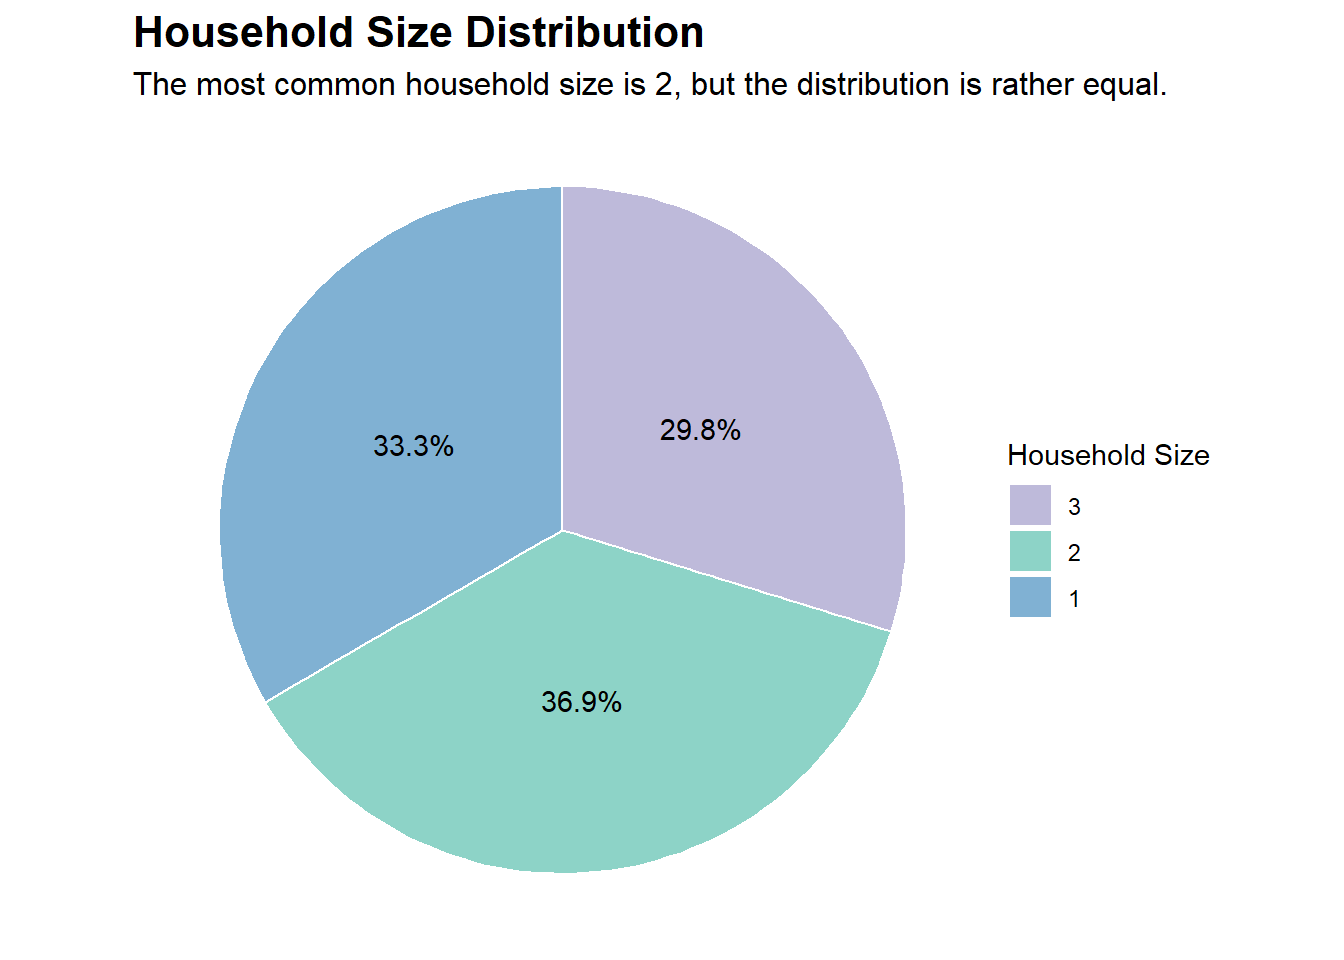 Household Size Distribution
The most common household size is 2, but the distribution is rather equal.
33.3%
29.8%
36.9%
Household Size
3
2
1